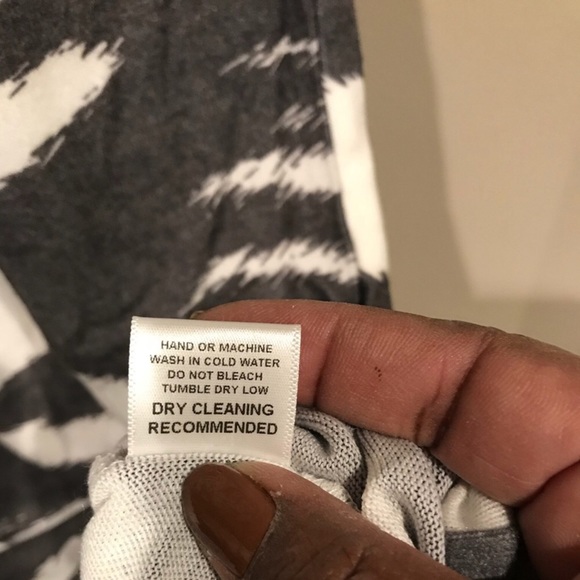 HAND OR MACHINE
WASH IN COLD WATER
DO NOT BLEACH
TUMBLE DRY LOW
DRY CLEANING
RECOMMENDED